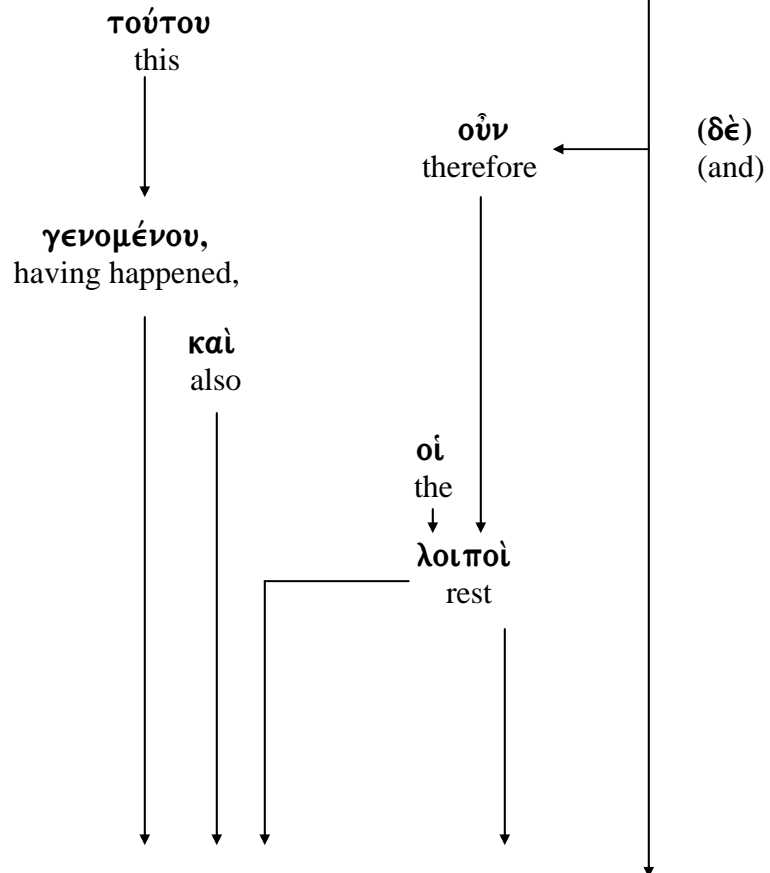 τούτου
this
οὖν
therefore
(δὲ)
(and)
γενομένου,
having happened,
καὶ
also
οἱ
the
λοιποὶ
rest